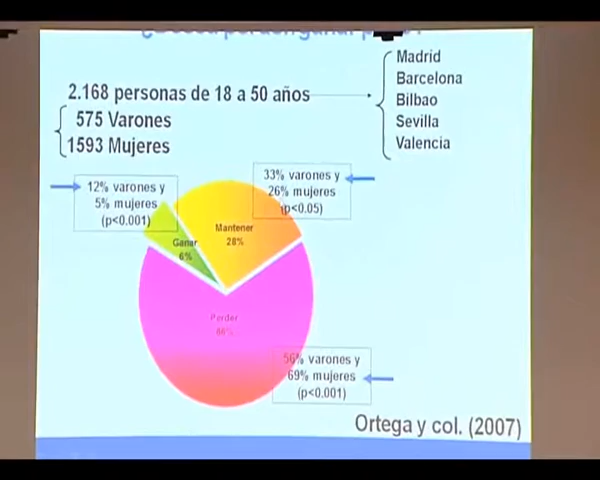 2.168 personas de 18 a 50 años
575 Varones
1593 Mujeres
Madrid
Barcelona
Bilbao
Sevilla
Valencia
12% varones y
5% mujeres
(p<0.001)
33% varones y
26% mujeres
(p<0.05)
Mantener
28%
Ganar
6%
Perder
66%
56% varones y
69% mujeres
(p<0.001)
Ortega y col. (2007)